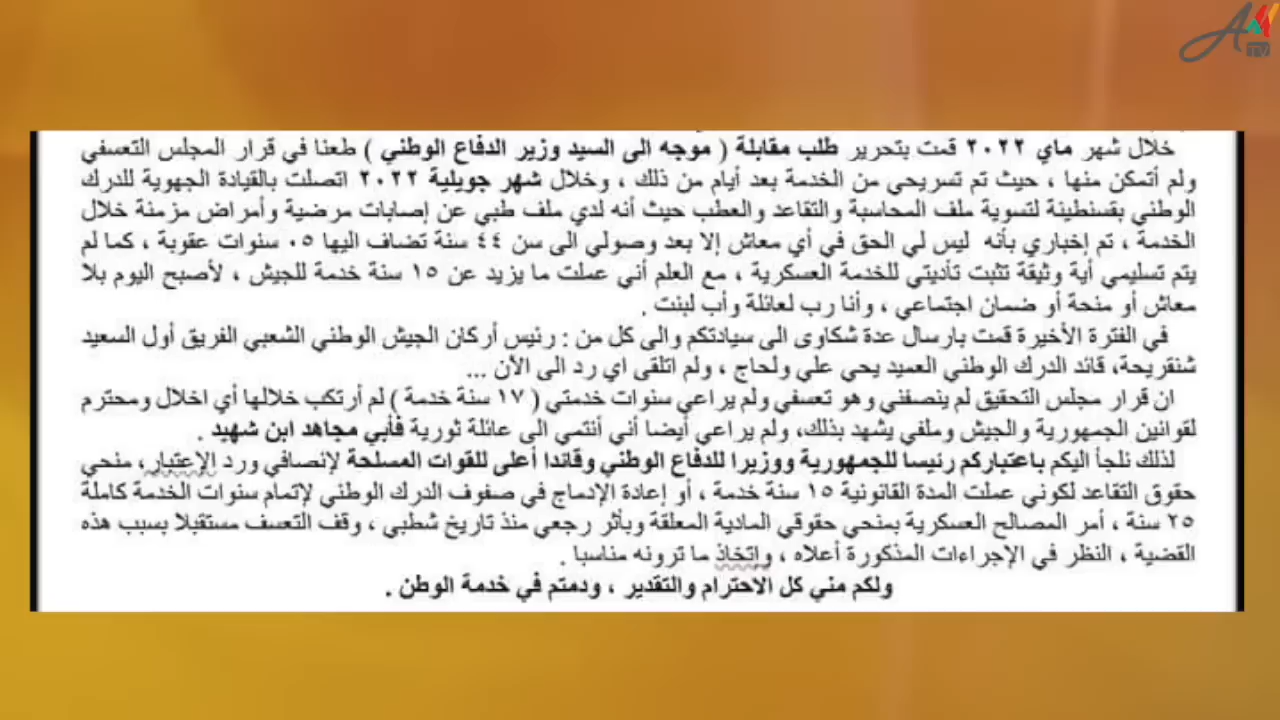 خلال شهر ماي ٢٠٢٢ قمت بتحرير طلب مقابلة ( موجه الى السيد وزير الدفاع الوطني ) طعنا في قرار المجلس التعسفي
ولم أتمكن منها ، حيث تم تسريحي من الخدمة بعد أيام من ذلك ، وخلال شهر جويلية ٢٠٢٢ اتصلت بالقيادة الجهوية للدرك
الوطني بقسنطينة لتسوية ملف المحاسبة والتقاعد والعطب حيث أنه لدي ملف طبي عن إصابات مرضية وأمراض مزمنة خلال
الخدمة ، تم إخباري بأنه ليس لي الحق في أي معاش إلا بعد وصولي الى سن ٤٤ سنة تضاف اليها ٠٥ سنوات عقوبة ، كما لم
يتم تسليمي أية وثيقة تثبت تأديتي للخدمة العسكرية ، مع العلم أني عملت ما يزيد عن ١٥ سنة خدمة للجيش ، لأصبح اليوم بلا
معاش أو منحة أو ضمان اجتماعي ، وأنا رب لعائلة وأب لبنت .
في الفترة الأخيرة قمت بارسال عدة شكاوى الى سيادتكم والى كل من : رئيس أركان الجيش الوطني الشعبي الفريق أول السعيد
شنقريحة، قائد الدرك الوطني العميد يحي علي ولحاج ، ولم اتلقى اي رد الى الآن ...
ان قرار مجلس التحقيق لم ينصفني وهو تعسفي ولم يراعي سنوات خدمتي ( ١٧ سنة خدمة ) لم أرتكب خلالها أي اخلال ومحترم
لقوانين الجمهورية والجيش وملفي يشهد بذلك، ولم يراعي أيضا أني أنتمي الى عائلة ثورية فأبي مجاهد ابن شهيد .
لذلك نلجأ اليكم باعتباركم رئيسا للجمهورية ووزيرا للدفاع الوطني وقائدا أعلى للقوات المسلحة لإنصافي ورد الإعتبار، منحي
حقوق التقاعد لكوني عملت المدة القانونية ١٥ سنة خدمة ، أو إعادة الإدماج في صفوف الدرك الوطني لإتمام سنوات الخدمة كاملة
٢٥ سنة ، أمر المصالح العسكرية بمنحي حقوقي المادية المعلقة وبأثر رجعي منذ تاريخ شطبي ، وقف التعسف مستقبلا بسبب هذه
القضية ، النظر في الإجراءات المذكورة أعلاه ، وإتخاذ ما ترونه مناسبا .
ولكم مني كل الاحترام والتقدير ، ودمتم في خدمة الوطن .
TV